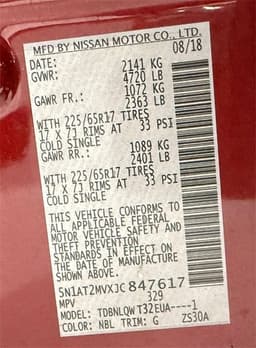 MFD BY NISSAN MOTOR CO., LTD.
08/18
DATE:
GVWR: 2141 KG
4720 LB
GAWR FR.: 1072 KG
2363 LB
WITH 225/65R17 TIRES
17 X 7J RIMS AT 33 PSI
COLD SINGLE
GAWR RR.: 1089 KG
2401 LB
WITH 225/65R17 TIRES
17 X 7J RIMS AT 33 PSI
COLD SINGLE
THIS VEHICLE CONFORMS TO
ALL APPLICABLE FEDERAL
MOTOR VEHICLE SAFETY AND
THEFT PREVENTION
STANDARDS IN EFFECT ON
THE DATE OF MANUFACTURE
SHOWN ABOVE.
5N1AT2MVXJC847617
MPV 329
MODEL: TDBNLQWT32EUA----1
COLOR: NBL TRIM: G ZS30A